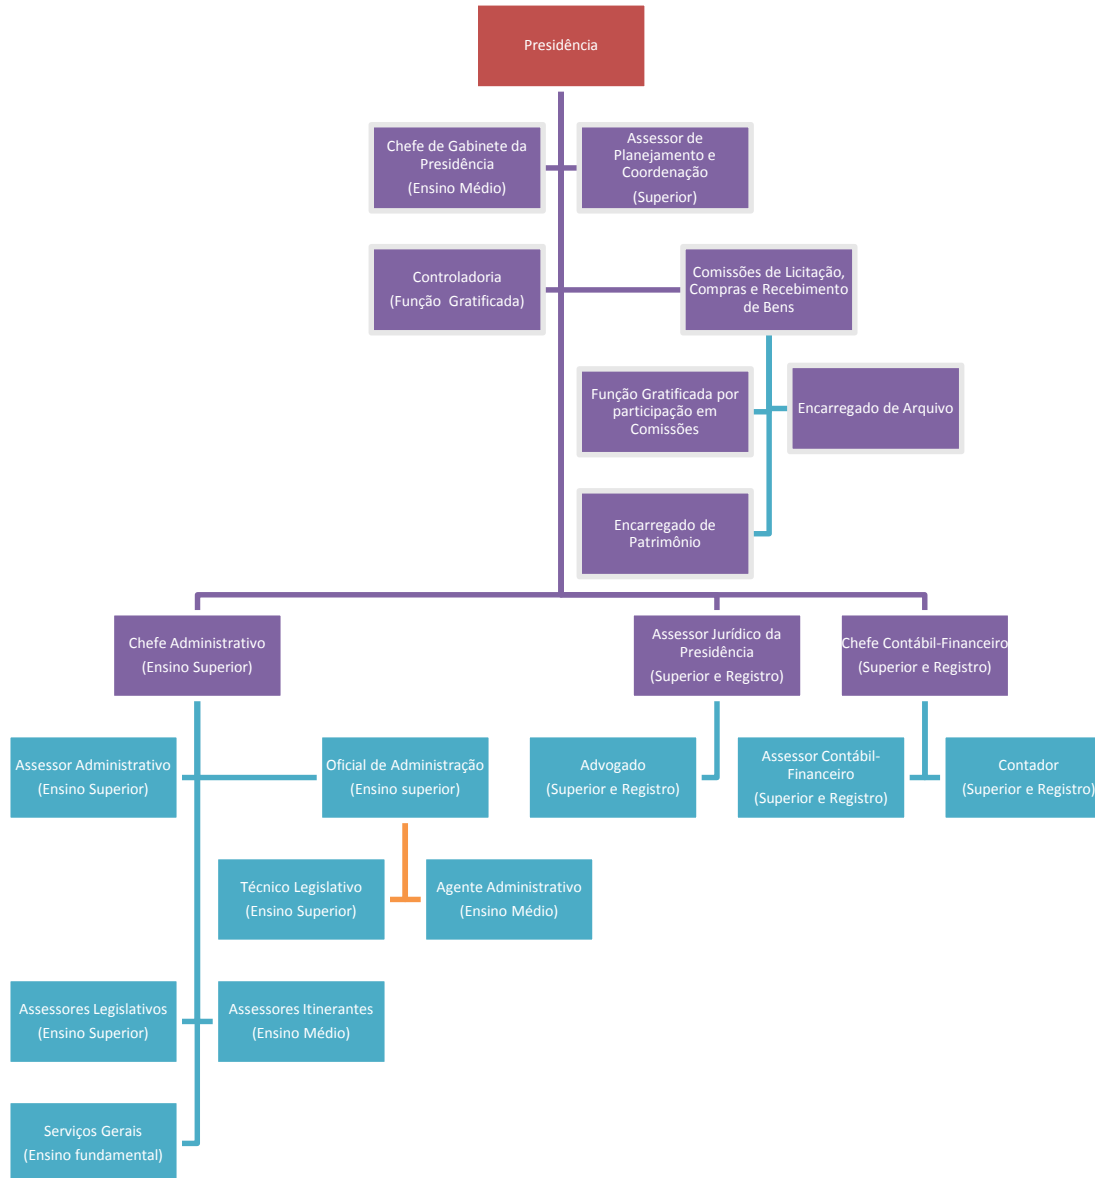 Presidência
Chefe de Gabinete da
Presidência
(Ensino Médio)
Assessor de
Planejamento e
Coordenação
(Superior)
Controladoria
(Função Gratificada)
Comissões de Licitação,
Compras e Recebimento
de Bens
Função Gratificada por
participação em
Comissões
Encarregado de Arquivo
Encarregado de
Patrimônio
Chefe Administrativo
(Ensino Superior)
Assessor Jurídico da
Presidência
(Superior e Registro)
Chefe Contábil-Financeiro
(Superior e Registro)
Assessor Administrativo
(Ensino Superior)
Oficial de Administração
(Ensino superior)
Advogado
(Superior e Registro)
Assessor Contábil-
Financeiro
(Superior e Registro)
Contador
(Superior e Registro)
Técnico Legislativo
(Ensino Superior)
Agente Administrativo
(Ensino Médio)
Assessores Legislativos
(Ensino Superior)
Assessores Itinerantes
(Ensino Médio)
Serviços Gerais
(Ensino fundamental)